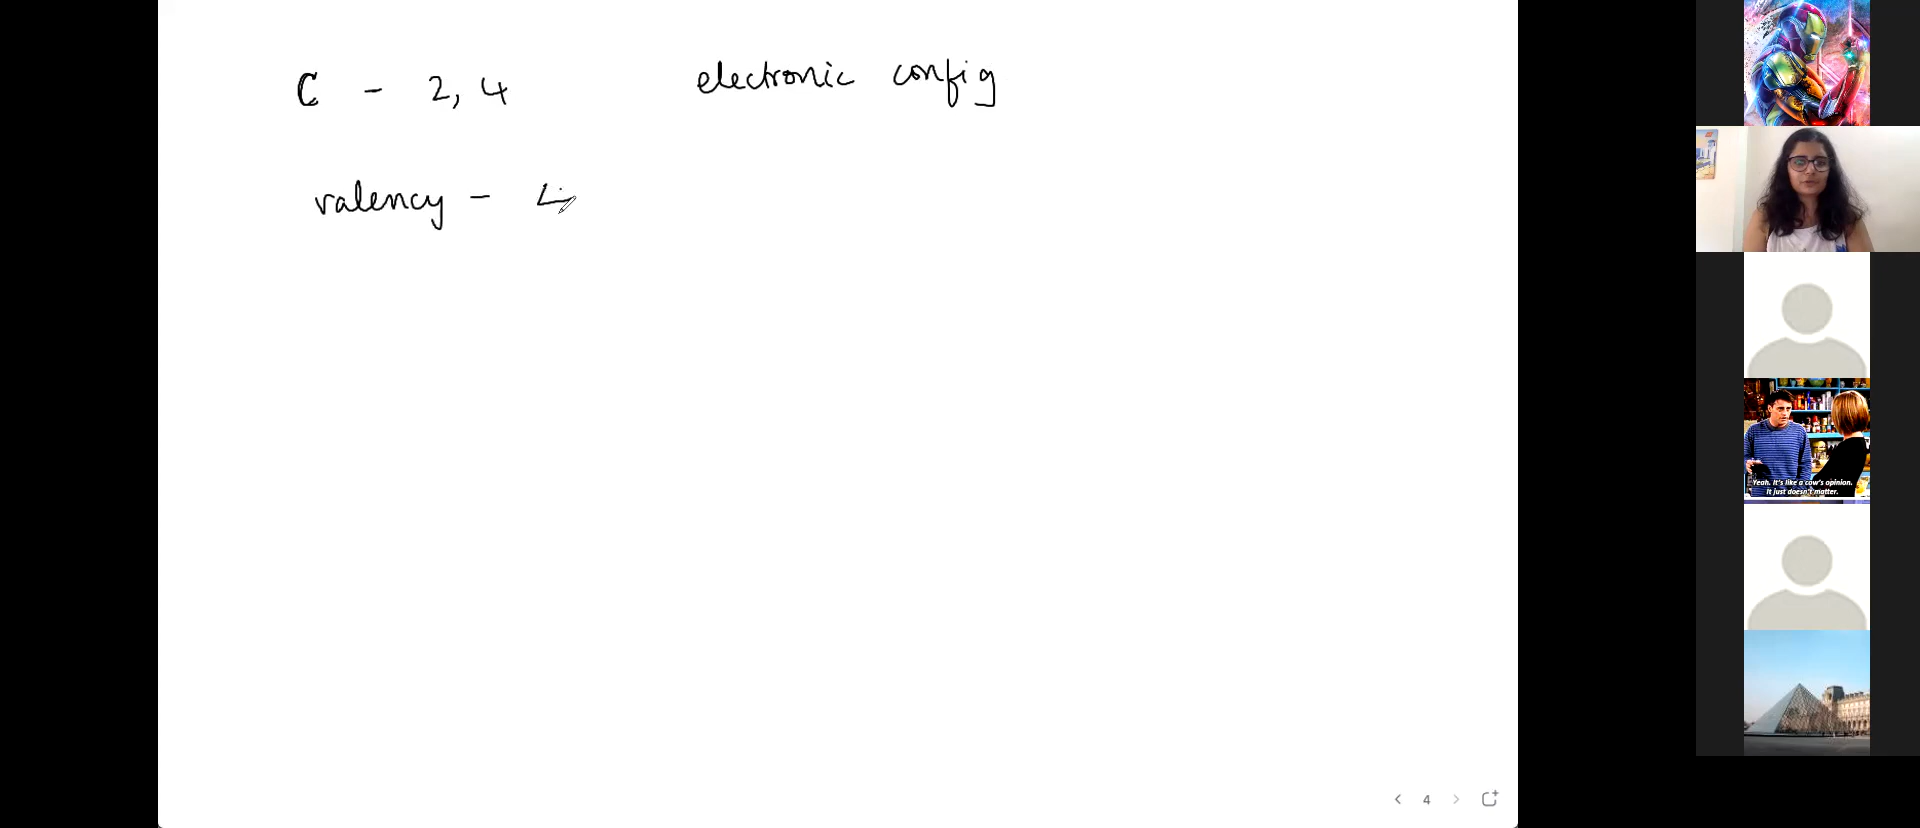 C - 2, 4 electronic config
valency - 4
Yeah. It's like a cow's opinion.
It just doesn't matter.
4